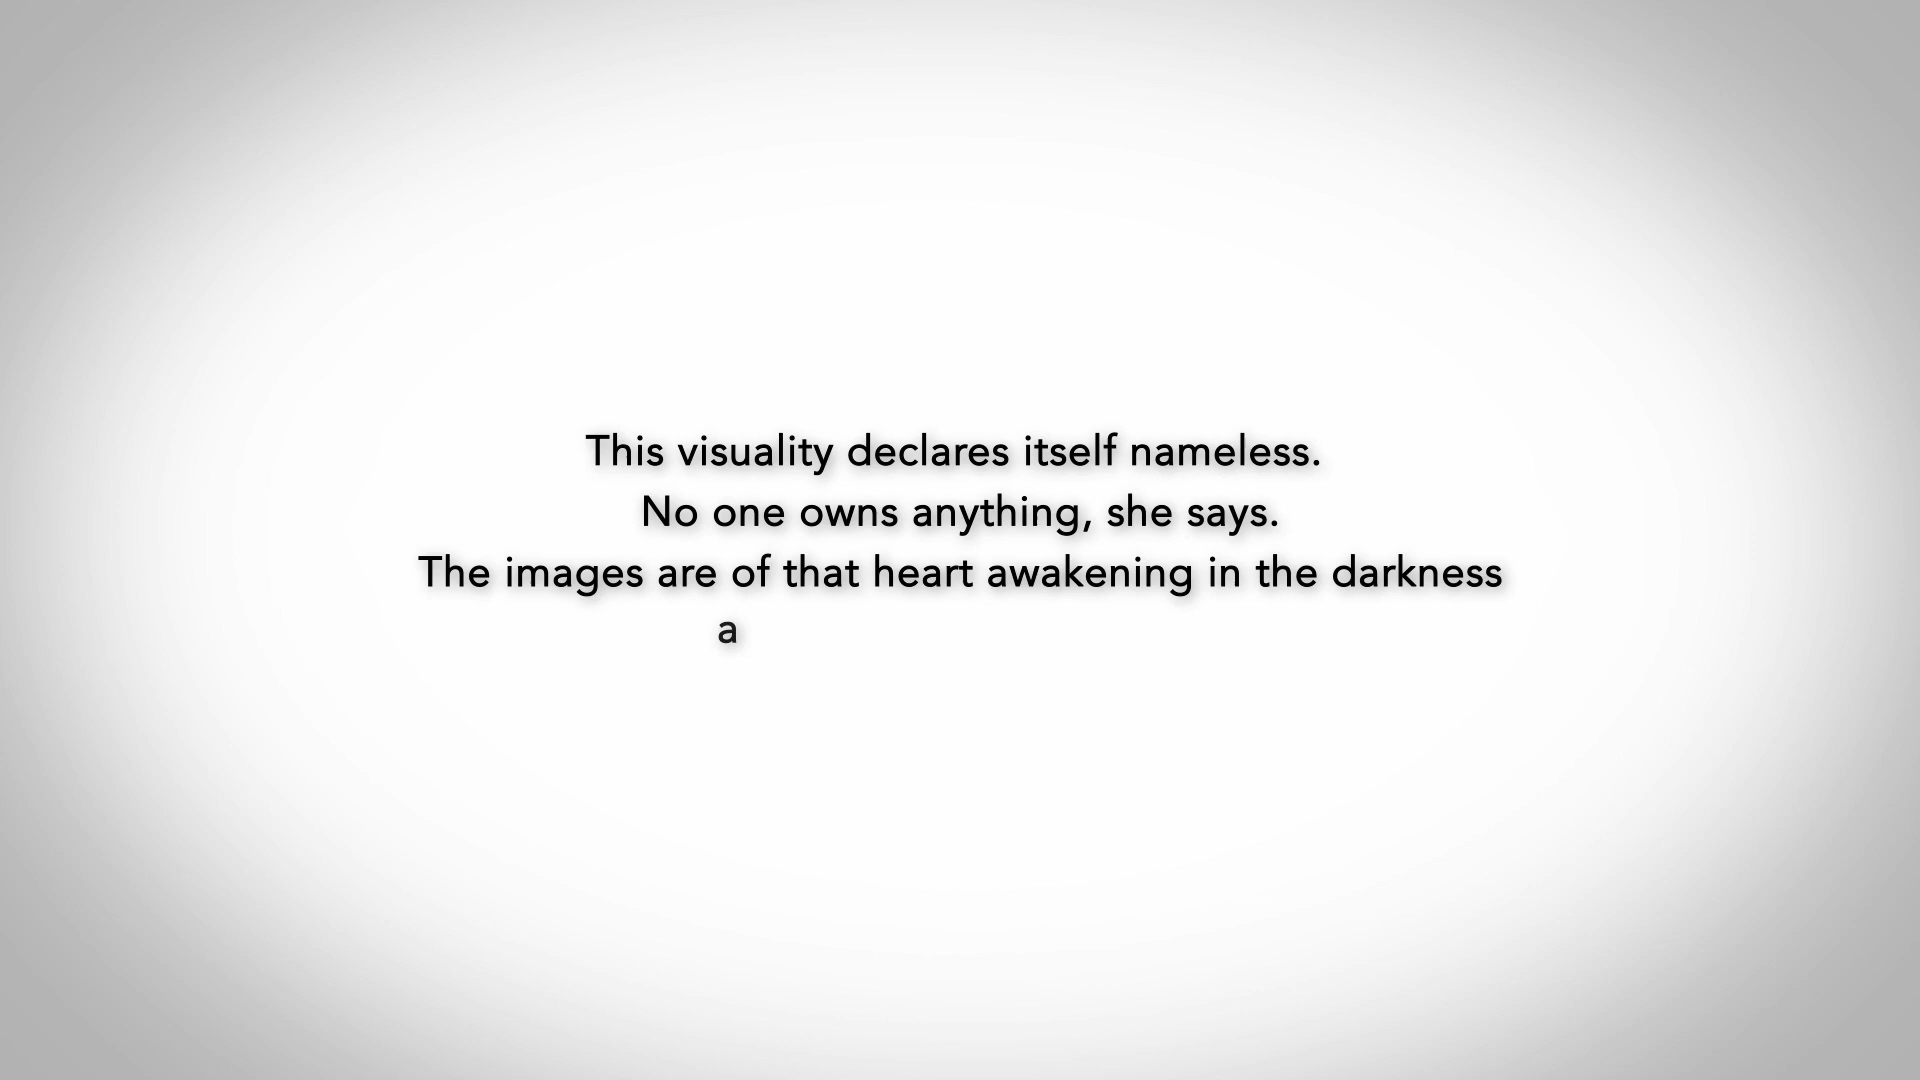 This visuality declares itself nameless.
No one owns anything, she says.
The images are of that heart awakening in the darkness
a